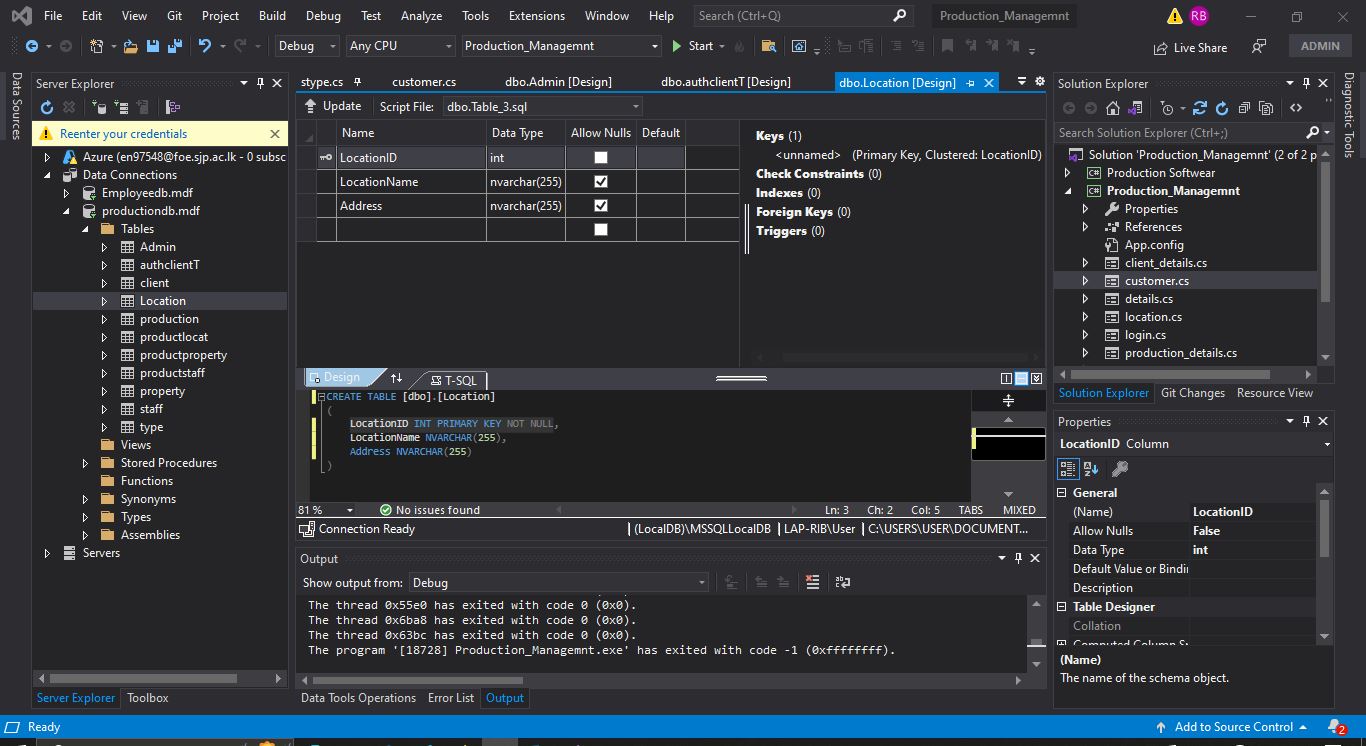 File Edit View Git Project Build Debug Test Analyze Tools Extensions Window Help Search (Ctrl+Q) Production_Managemnt RB
Debug Any CPU Production_Managemnt Start Live Share ADMIN
Data Sources
Server Explorer
Reenter your credentials
Azure (en97548@foe.sjp.ac.lk - 0 subsc
Data Connections
Employeedb.mdf
productiondb.mdf
Tables
Admin
authclientT
client
Location
production
productlocat
productproperty
productstaff
property
staff
type
Views
Stored Procedures
Functions
Synonyms
Types
Assemblies
Servers
Server Explorer Toolbox
stype.cs customer.cs dbo.Admin [Design] dbo.authclientT [Design] dbo.Location [Design]
Update Script File: dbo.Table_3.sql
Name Data Type Allow Nulls Default
LocationID int
LocationName nvarchar(255)
Address nvarchar(255)
Keys (1)
<unnamed> (Primary Key, Clustered: LocationID)
Check Constraints (0)
Indexes (0)
Foreign Keys (0)
Triggers (0)
Design T-SQL
CREATE TABLE [dbo].[Location]
(
LocationID INT PRIMARY KEY NOT NULL,
LocationName NVARCHAR(255),
Address NVARCHAR(255)
)
81 % No issues found Ln: 3 Ch: 2 Col: 5 TABS MIXED
Connection Ready | (LocalDB)\MSSQLLocalDB | LAP-RIB\User | C:\USERS\USER\DOCUMENT...
Output
Show output from: Debug
The thread 0x55e0 has exited with code 0 (0x0).
The thread 0x6ba8 has exited with code 0 (0x0).
The thread 0x63bc has exited with code 0 (0x0).
The program '[18728] Production_Managemnt.exe' has exited with code -1 (0xffffffff).
Data Tools Operations Error List Output
Solution Explorer
Search Solution Explorer (Ctrl+;)
Solution 'Production_Managemnt' (2 of 2 p
Production Softwear
Production_Managemnt
Properties
References
App.config
client_details.cs
customer.cs
details.cs
location.cs
login.cs
production_details.cs
Solution Explorer Git Changes Resource View
Properties
LocationID Column
General
(Name) LocationID
Allow Nulls False
Data Type int
Default Value or Bindin
Description
Table Designer
Collation
(Name)
The name of the schema object.
Diagnostic Tools
Ready Add to Source Control 2